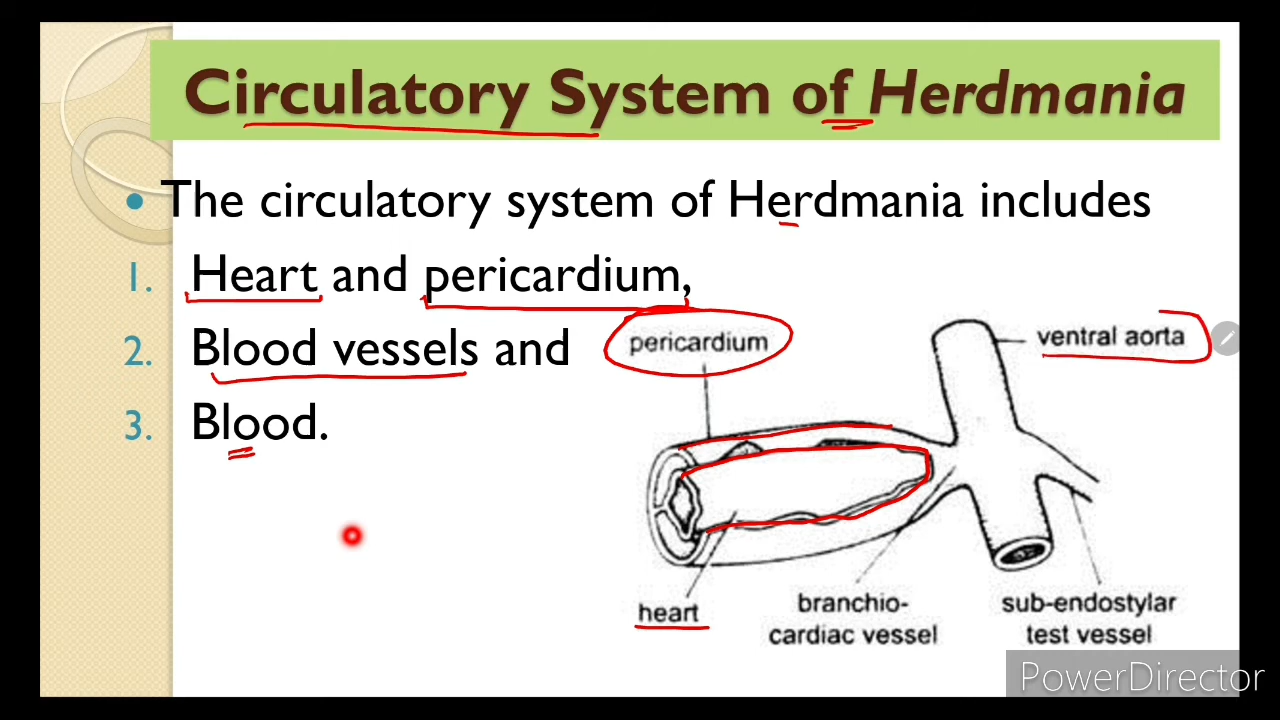 Circulatory System of Herdmania
• The circulatory system of Herdmania includes
1. Heart and pericardium,
2. Blood vessels and
3. Blood.
pericardium
ventral aorta
heart
branchio-
cardiac vessel
sub-endostylar
test vessel
PowerDirector